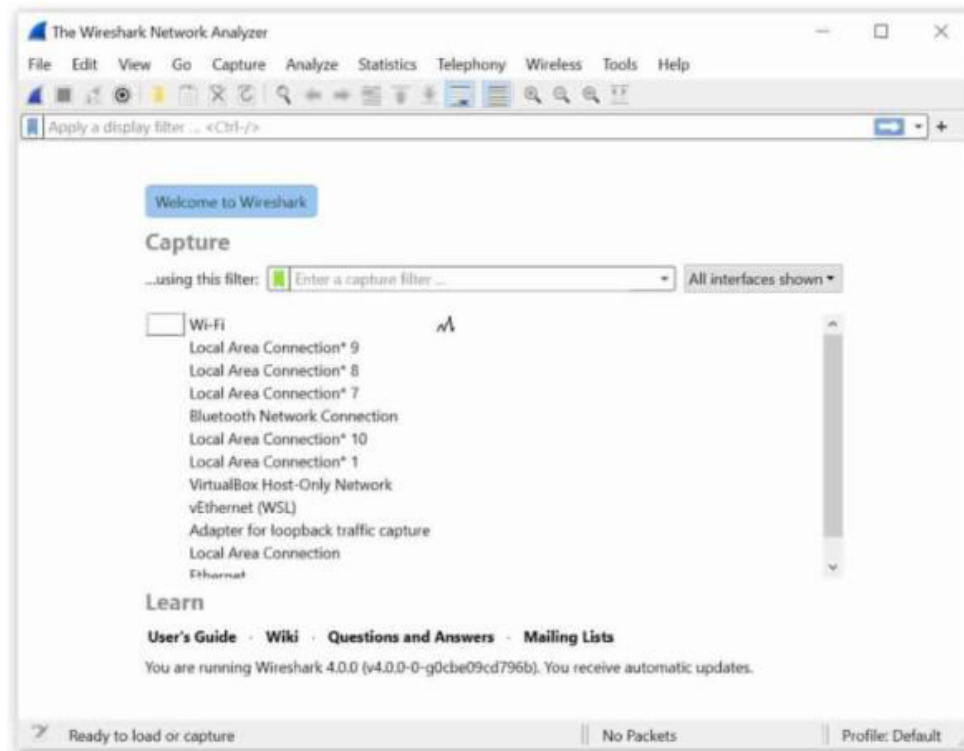 The Wireshark Network Analyzer
File Edit View Go Capture Analyze Statistics Telephony Wireless Tools Help
Apply a display filter ... <Ctrl-/>
Welcome to Wireshark
Capture
...using this filter: Enter a capture filter ... All interfaces shown
Wi-Fi
Local Area Connection* 9
Local Area Connection* 8
Local Area Connection* 7
Bluetooth Network Connection
Local Area Connection* 10
Local Area Connection* 1
VirtualBox Host-Only Network
vEthernet (WSL)
Adapter for loopback traffic capture
Local Area Connection
Ethernet
Learn
User's Guide · Wiki · Questions and Answers · Mailing Lists
You are running Wireshark 4.0.0 (v4.0.0-0-g0cbe09cd796b). You receive automatic updates.
Ready to load or capture No Packets Profile: Default